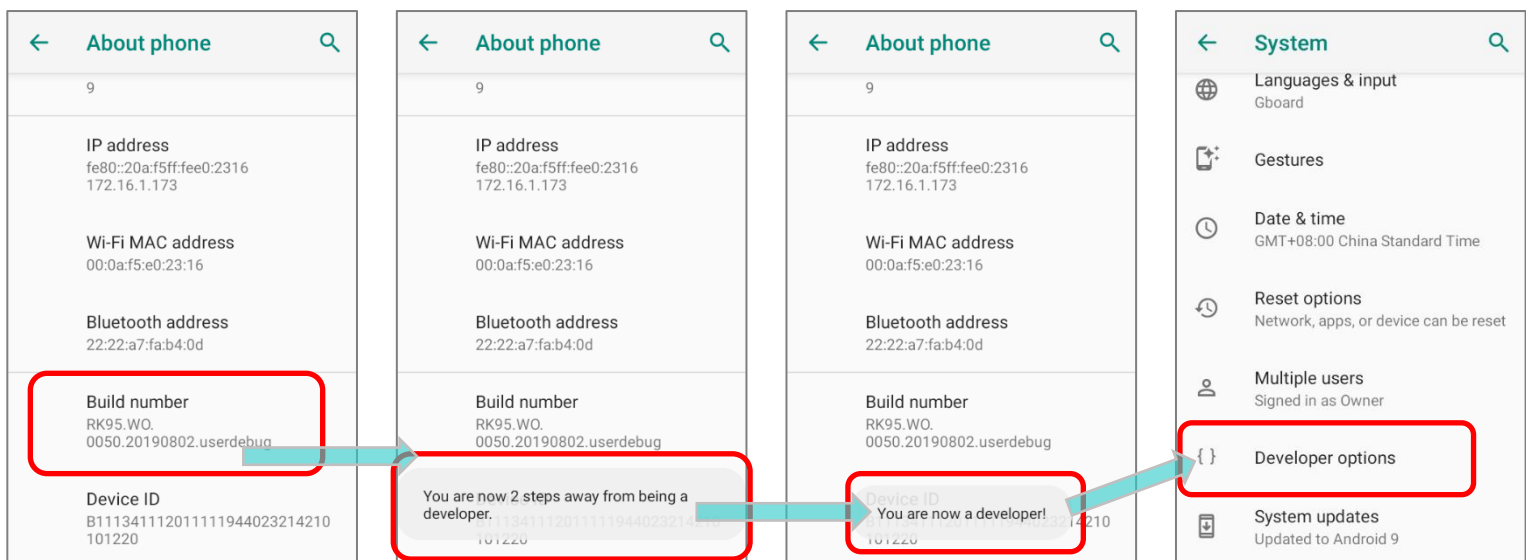 About phone
9
IP address
fe80::20a:f5ff:fee0:2316
172.16.1.173
Wi-Fi MAC address
00:0a:f5:e0:23:16
Bluetooth address
22:22:a7:fa:b4:0d
Build number
RK95.WO.
0050.20190802.userdebug
Device ID
B111341112011111944023214210
101220
About phone
9
IP address
fe80::20a:f5ff:fee0:2316
172.16.1.173
Wi-Fi MAC address
00:0a:f5:e0:23:16
Bluetooth address
22:22:a7:fa:b4:0d
Build number
RK95.WO.
0050.20190802.userdebug
You are now 2 steps away from being a
developer.
B111341112011111944023214210
101220
About phone
9
IP address
fe80::20a:f5ff:fee0:2316
172.16.1.173
Wi-Fi MAC address
00:0a:f5:e0:23:16
Bluetooth address
22:22:a7:fa:b4:0d
Build number
RK95.WO.
0050.20190802.userdebug
Device ID
You are now a developer!
B111341112011111944023214210
101220
System
Languages & input
Gboard
Gestures
Date & time
GMT+08:00 China Standard Time
Reset options
Network, apps, or device can be reset
Multiple users
Signed in as Owner
{ } Developer options
System updates
Updated to Android 9